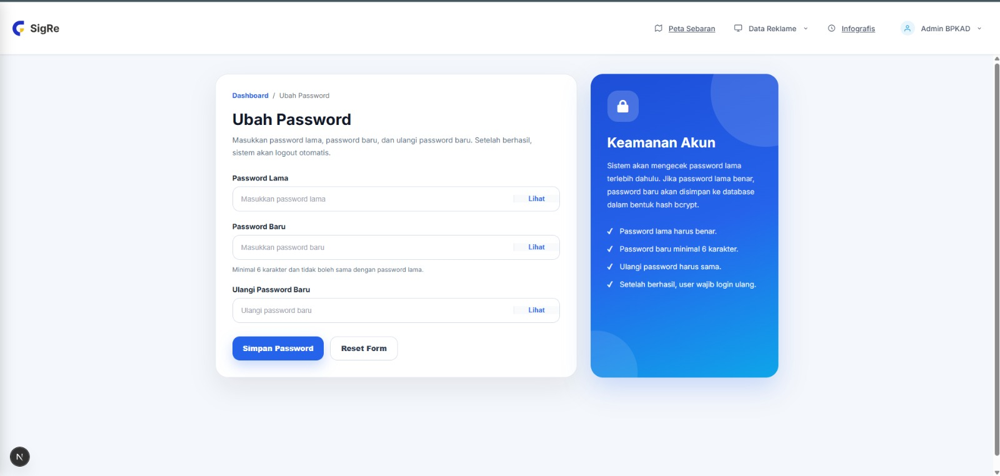 SigRe
Peta Sebaran
Data Reklame
Infografis
Admin BPKAD
Dashboard / Ubah Password
Ubah Password
Masukkan password lama, password baru, dan ulangi password baru. Setelah berhasil,
sistem akan logout otomatis.
Password Lama
Masukkan password lama
Lihat
Password Baru
Masukkan password baru
Lihat
Minimal 6 karakter dan tidak boleh sama dengan password lama.
Ulangi Password Baru
Ulangi password baru
Lihat
Simpan Password
Reset Form
Keamanan Akun
Sistem akan mengecek password lama
terlebih dahulu. Jika password lama benar,
password baru akan disimpan ke database
dalam bentuk hash bcrypt.
✓ Password lama harus benar.
✓ Password baru minimal 6 karakter.
✓ Ulangi password harus sama.
✓ Setelah berhasil, user wajib login ulang.
N